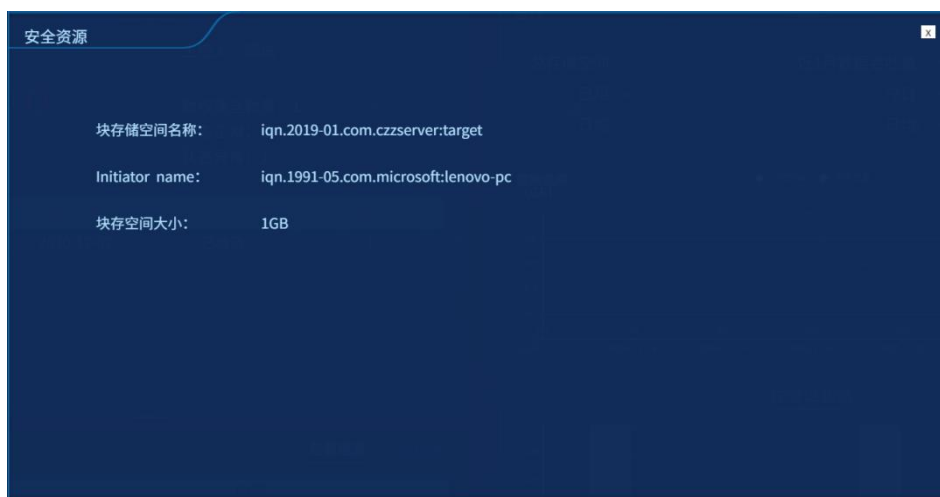 安全资源
x
块存储空间名称： iqn.2019-01.com.czzserver:target
Initiator name： iqn.1991-05.com.microsoft:lenovo-pc
块存空间大小： 1GB